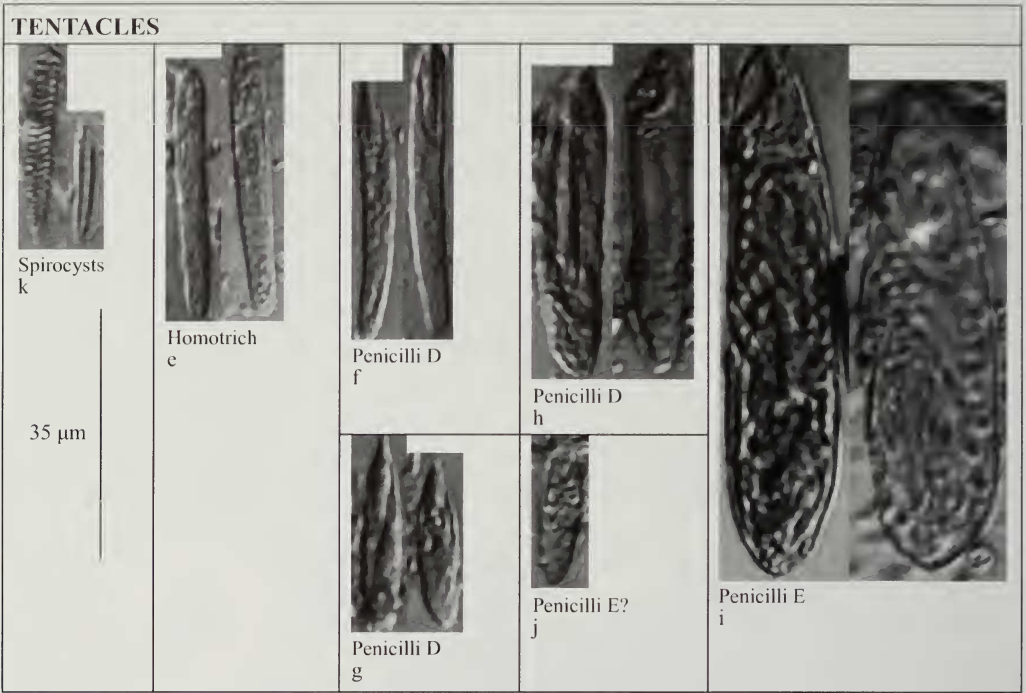 TENTACLES
Spirocysts
k
35 µm
Homotrich
e
Penicilli D
f
Penicilli D
g
Penicilli D
h
Penicilli E?
j
Penicilli E
i